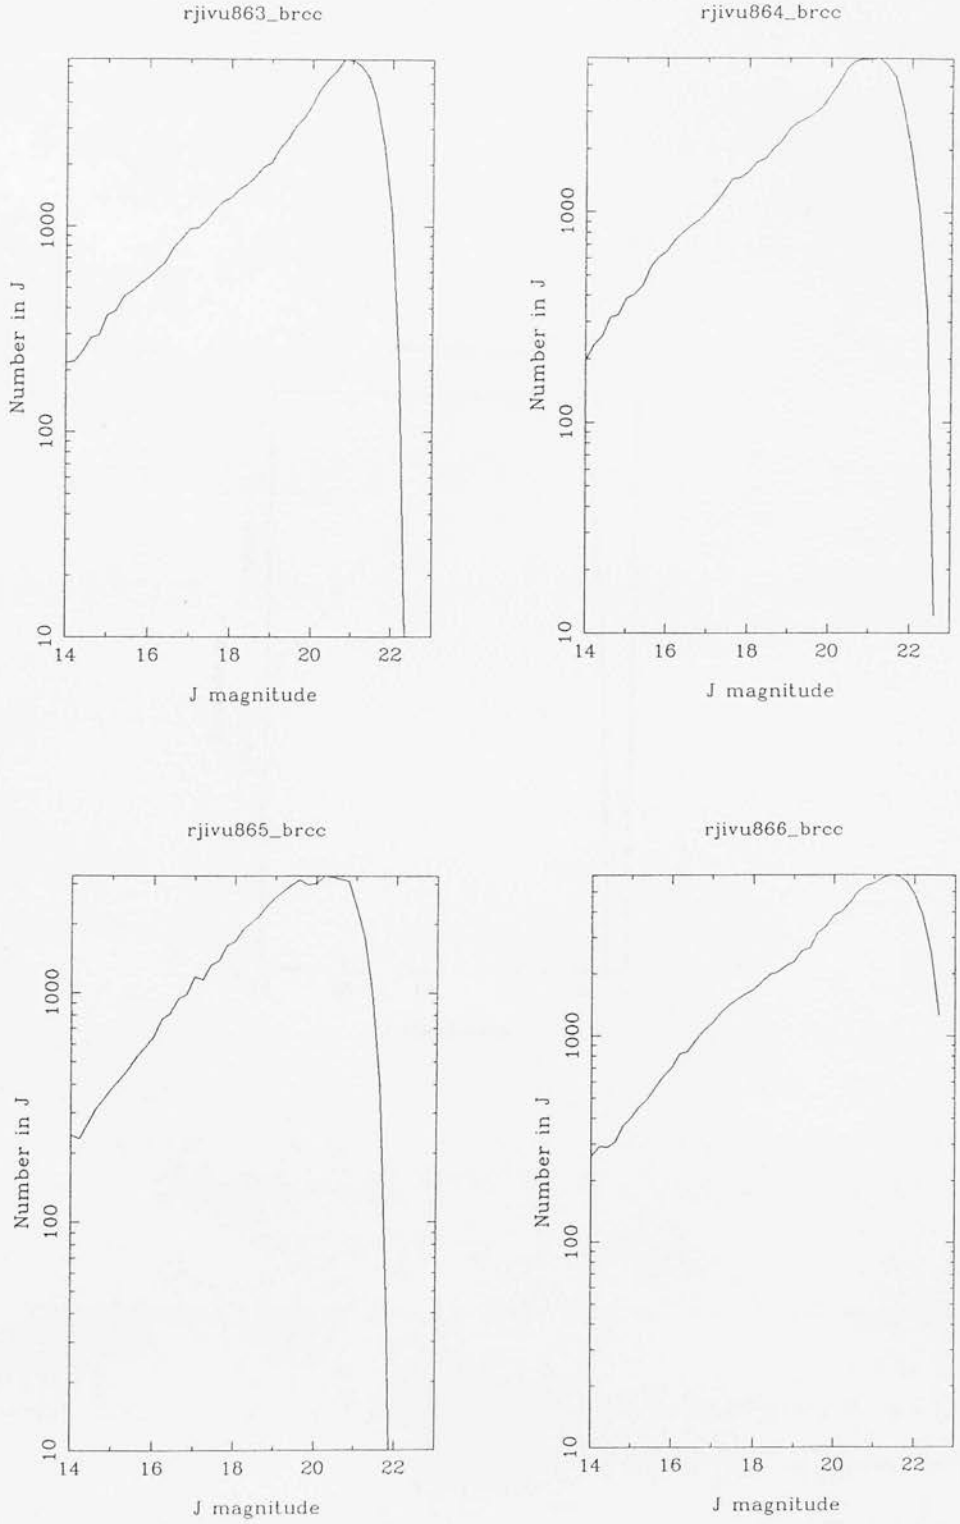 rjivu863_brcc
rjivu864_brcc
1000
100
10
Number in J
14 16 18 20 22
J magnitude
1000
100
10
Number in J
14 16 18 20 22
J magnitude
rjivu865_brcc
rjivu866_brcc
1000
100
10
Number in J
14 16 18 20 22
J magnitude
1000
100
10
Number in J
14 16 18 20 22
J magnitude